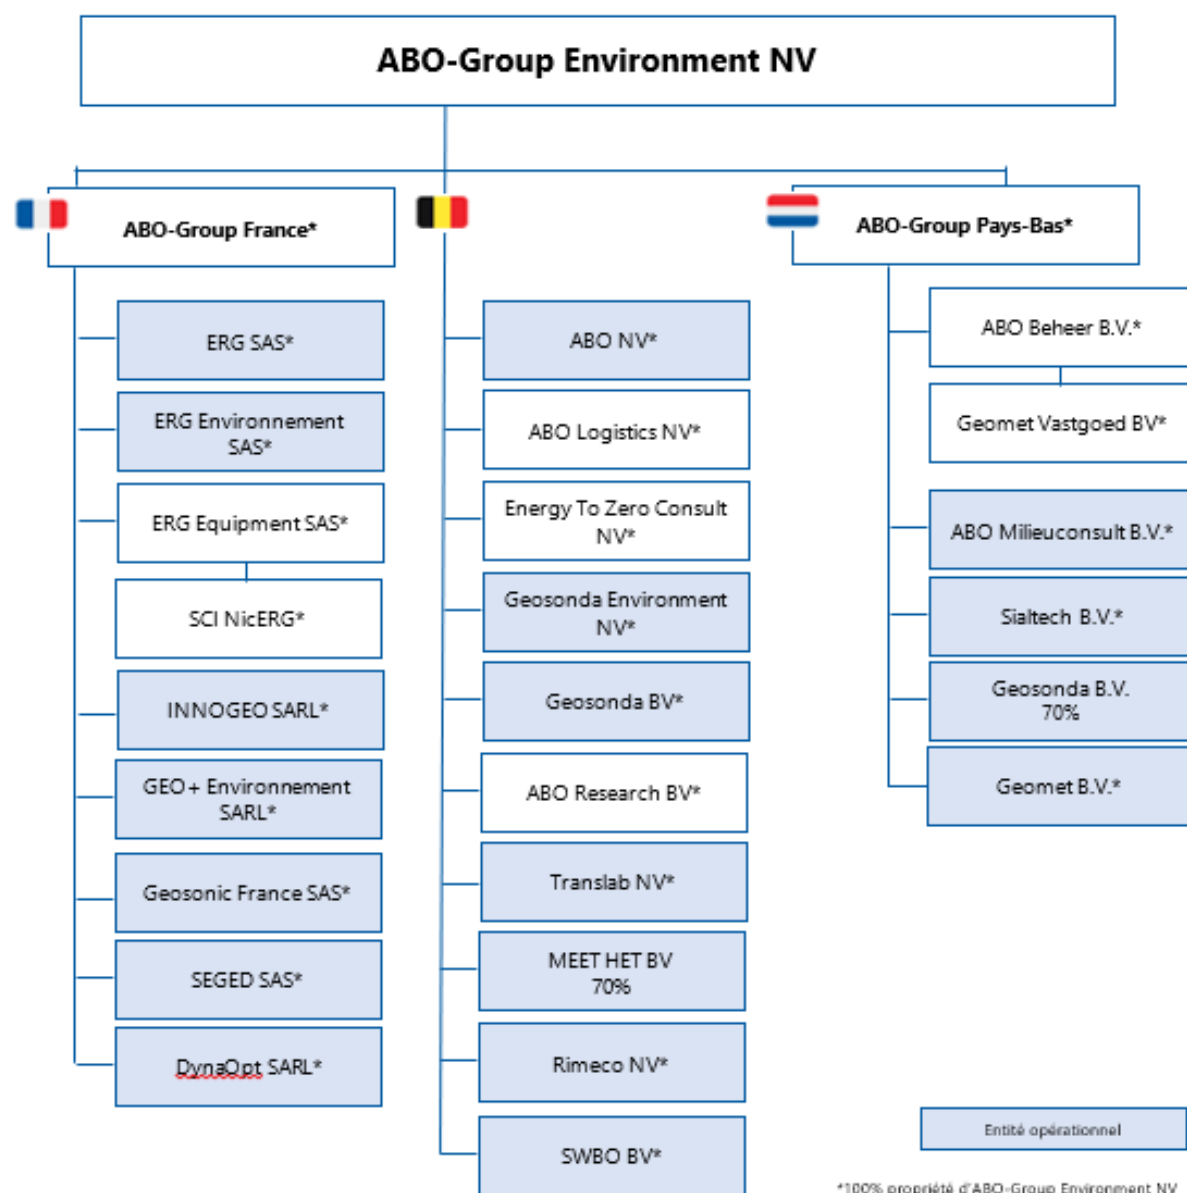 ABO-Group Environment NV
ABO-Group France*
ERG SAS*
ERG Environnement
SAS*
ERG Equipment SAS*
SCI NicERG*
INNOGEO SARL*
GEO+ Environnement
SARL*
Geosonic France SAS*
SEGED SAS*
DynaOpt SARL*
ABO NV*
ABO Logistics NV*
Energy To Zero Consult
NV*
Geosonda Environment
NV*
Geosonda BV*
ABO Research BV*
Translab NV*
MEET HET BV
70%
Rimeco NV*
SWBO BV*
ABO-Group Pays-Bas*
ABO Beheer B.V.*
Geomet Vastgoed BV*
ABO Milieuconsult B.V.*
Sialtech B.V.*
Geosonda B.V.
70%
Geomet B.V.*
Entité opérationnel
*100% propriété d'ABO-Group Environment NV